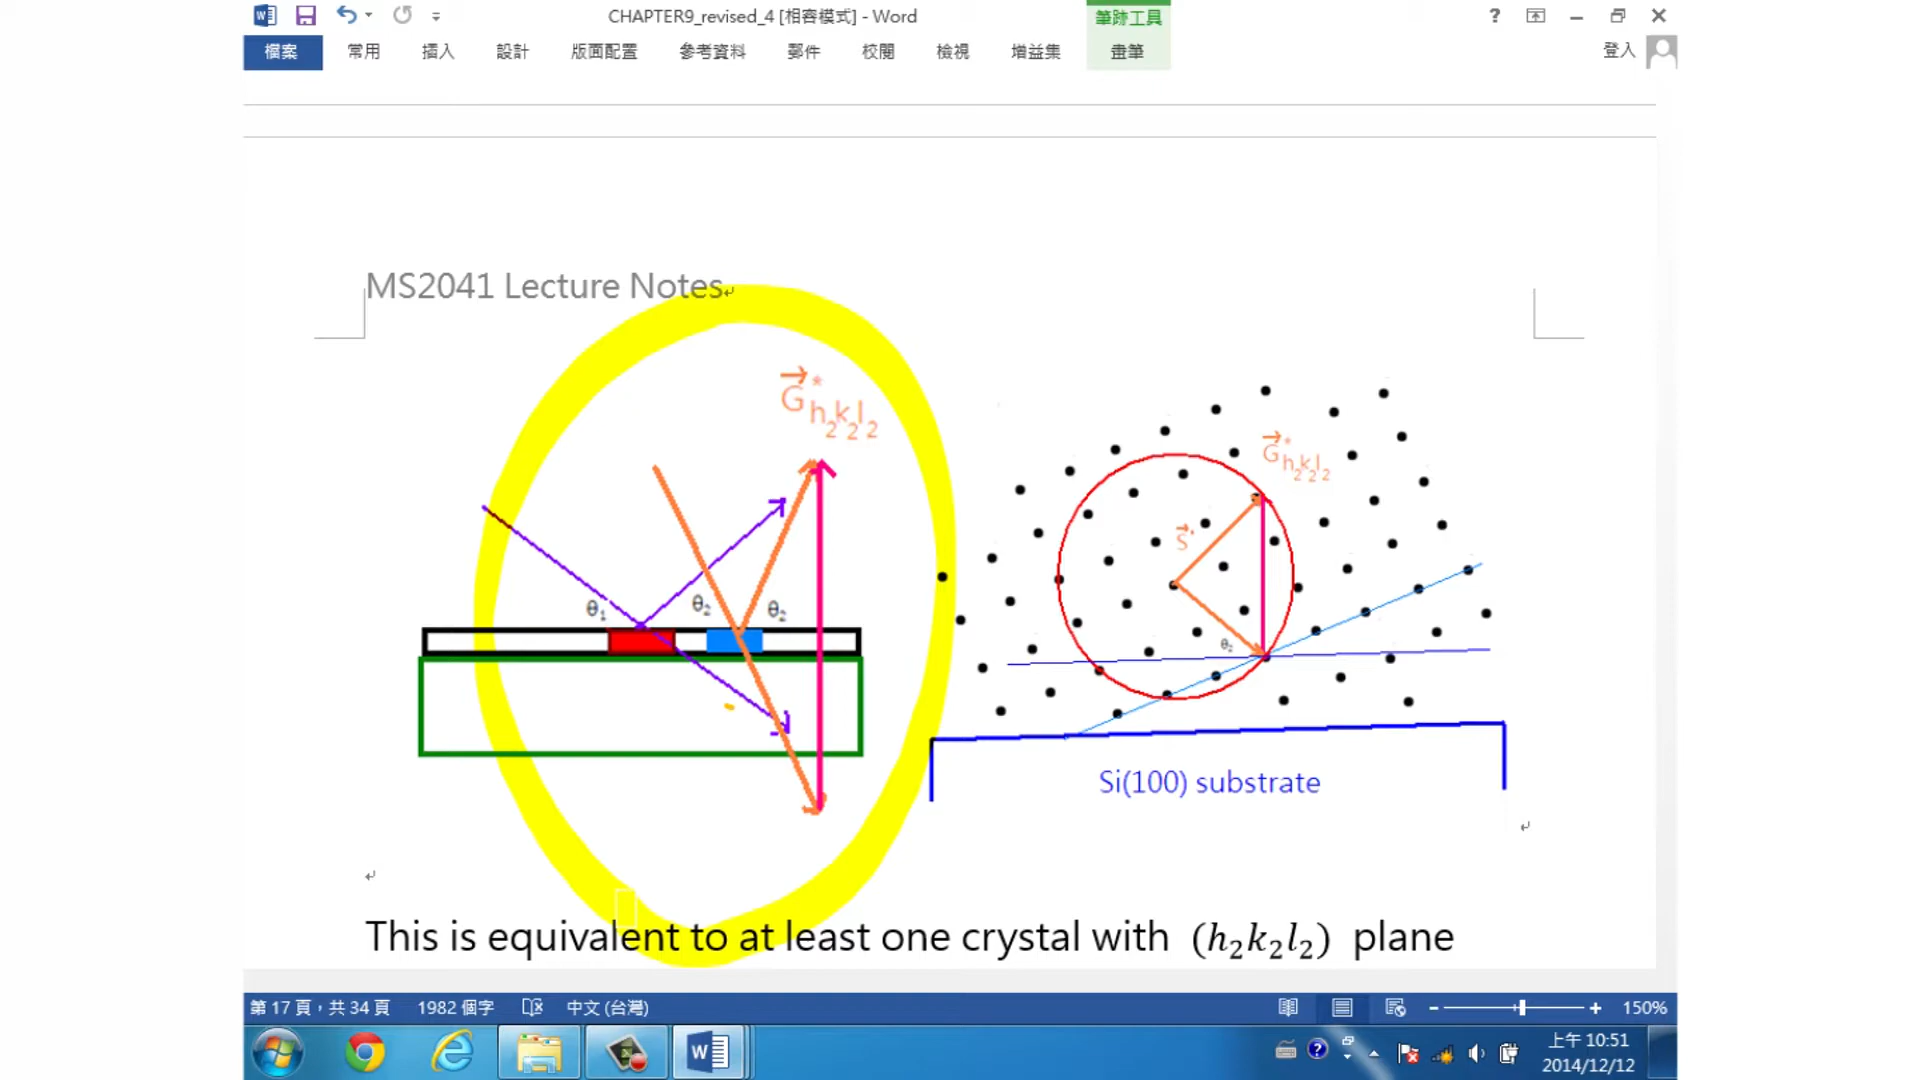 CHAPTER9_revised_4 [相容模式] - Word
筆跡工具
?
檔案 常用 插入 設計 版面配置 參考資料 郵件 校閱 檢視 增益集 畫筆 登入
MS2041 Lecture Notes
G* h2k2l2
G* h2k2l2
S*
θ1 θ2 θ2
θ2
Si(100) substrate
This is equivalent to at least one crystal with (h2k2l2) plane
第 17 頁，共 34 頁 1982 個字 中文 (台灣) 150%
上午 10:51
2014/12/12